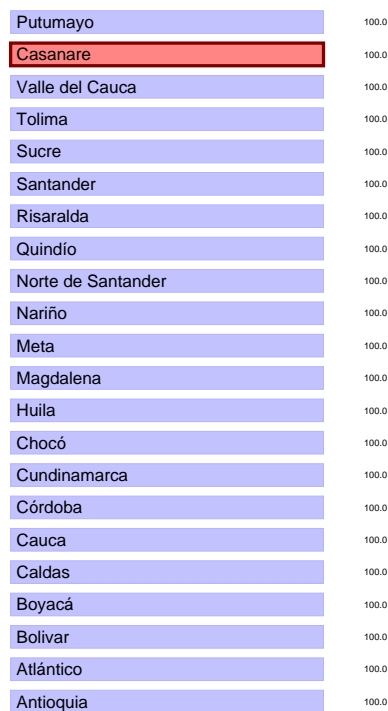 Putumayo 100.0
Casanare 100.0
Valle del Cauca 100.0
Tolima 100.0
Sucre 100.0
Santander 100.0
Risaralda 100.0
Quindío 100.0
Norte de Santander 100.0
Nariño 100.0
Meta 100.0
Magdalena 100.0
Huila 100.0
Chocó 100.0
Cundinamarca 100.0
Córdoba 100.0
Cauca 100.0
Caldas 100.0
Boyacá 100.0
Bolivar 100.0
Atlántico 100.0
Antioquia 100.0